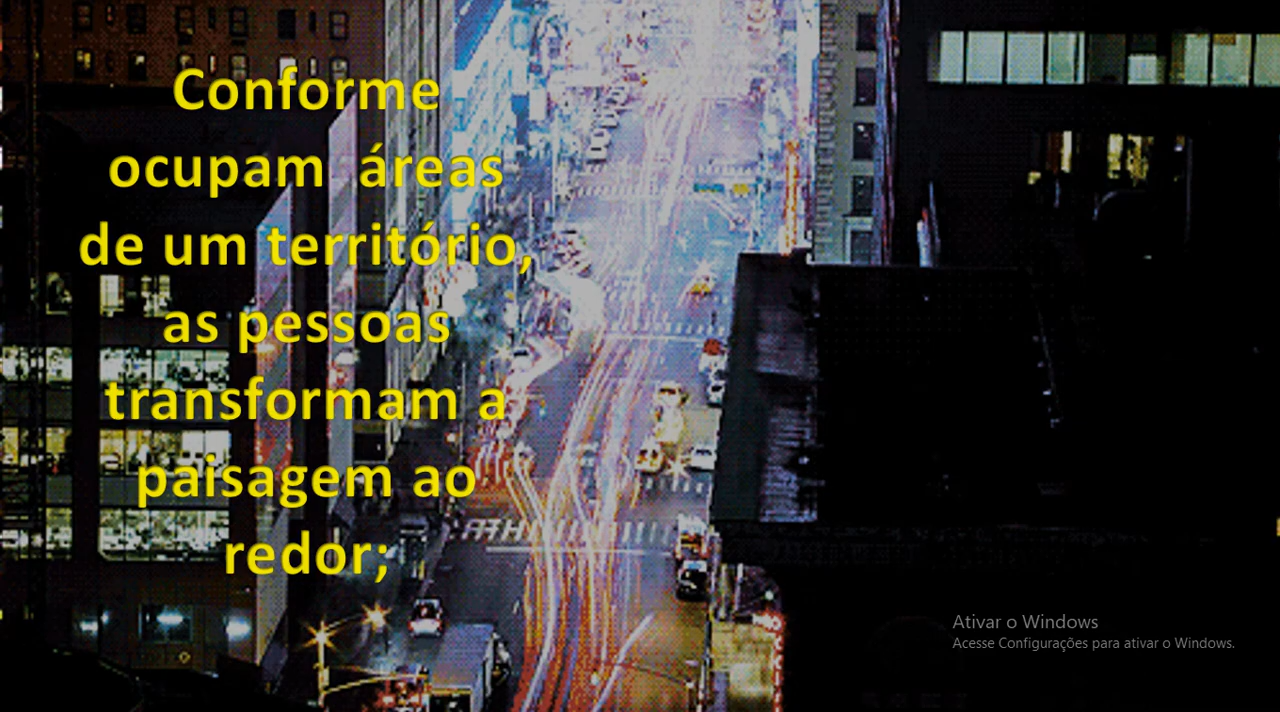 Conforme
ocupam áreas
de um território,
as pessoas
transformam a
paisagem ao
redor;
Ativar o Windows
Acesse Configurações para ativar o Windows.